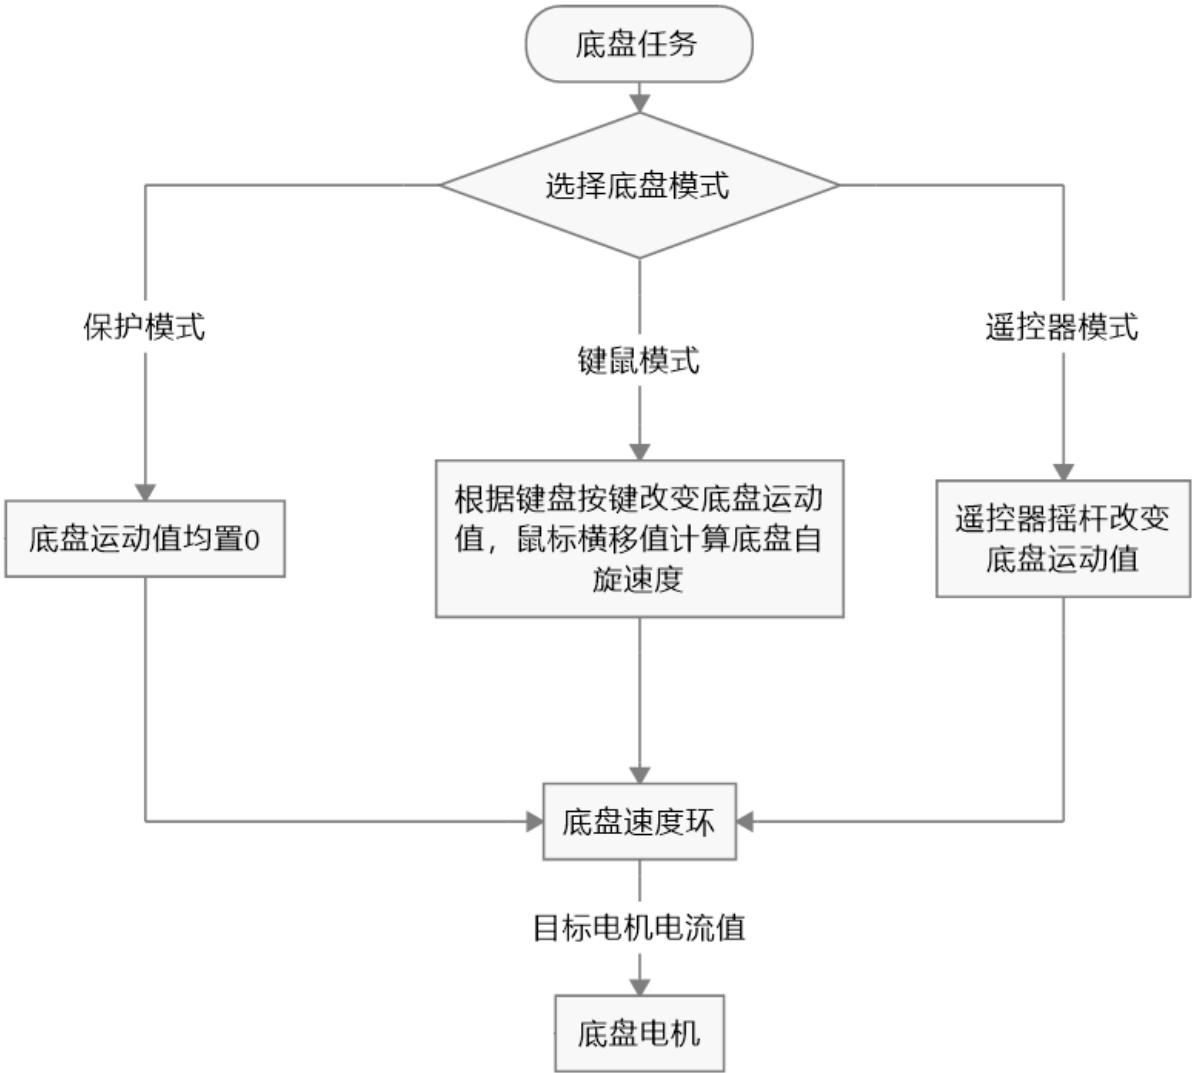 底盘任务
选择底盘模式
保护模式
键鼠模式
遥控器模式
底盘运动值均置0
根据键盘按键改变底盘运动
值，鼠标横移值计算底盘自
旋速度
遥控器摇杆改变
底盘运动值
底盘速度环
目标电机电流值
底盘电机